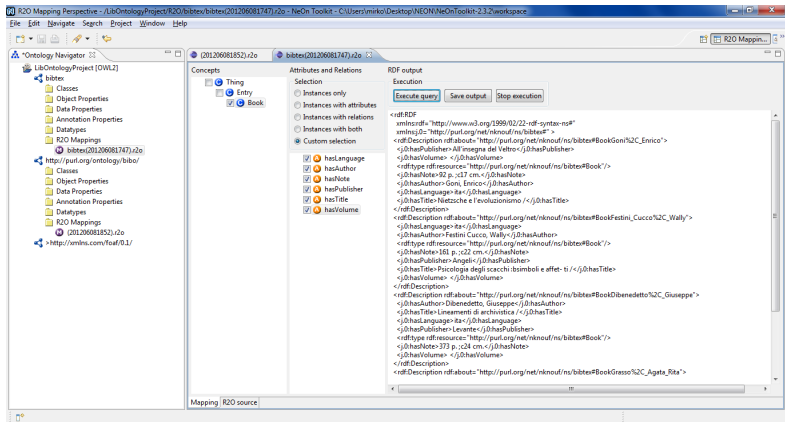 R2O Mapping Perspective - /LibOntologyProject/R2O/bibtex/bibtex(201206081747).r2o - NeOn Toolkit - C:\Users\mirko\Desktop\NEON\NeOnToolkit-2.3.2\workspace
File Edit Navigate Search Project Window Help
R2O Mappin...
*Ontology Navigator
(201206081852).r2o
bibtex(201206081747).r2o
LibOntologyProject [OWL2]
bibtex
Classes
Object Properties
Data Properties
Annotation Properties
Datatypes
R2O Mappings
bibtex(201206081747).r2o
http://purl.org/ontology/bibo/
Classes
Object Properties
Data Properties
Annotation Properties
Datatypes
R2O Mappings
(201206081852).r2o
>http://xmlns.com/foaf/0.1/
Concepts
Thing
Entry
Book
Attributes and Relations
Selection
Instances only
Instances with attributes
Instances with relations
Instances with both
Custom selection
hasLanguage
hasAuthor
hasNote
hasPublisher
hasTitle
hasVolume
RDF output
Execution
Execute query Save output Stop execution
<rdf:RDF
xmlns:rdf="http://www.w3.org/1999/02/22-rdf-syntax-ns#"
xmlns:j.0="http://purl.org/net/nknouf/ns/bibtex#" >
<rdf:Description rdf:about="http://purl.org/net/nknouf/ns/bibtex#BookGoni%2C_Enrico">
<j.0:hasPublisher>All'insegna del Veltro</j.0:hasPublisher>
<j.0:hasVolume> </j.0:hasVolume>
<rdf:type rdf:resource="http://purl.org/net/nknouf/ns/bibtex#Book"/>
<j.0:hasNote>92 p. ;c17 cm.</j.0:hasNote>
<j.0:hasAuthor>Goni, Enrico</j.0:hasAuthor>
<j.0:hasLanguage>ita</j.0:hasLanguage>
<j.0:hasTitle>Nietzsche e l'evoluzionismo /</j.0:hasTitle>
</rdf:Description>
<rdf:Description rdf:about="http://purl.org/net/nknouf/ns/bibtex#BookFestini_Cucco%2C_Wally">
<j.0:hasLanguage>ita</j.0:hasLanguage>
<j.0:hasAuthor>Festini Cucco, Wally</j.0:hasAuthor>
<rdf:type rdf:resource="http://purl.org/net/nknouf/ns/bibtex#Book"/>
<j.0:hasNote>161 p. ;c22 cm.</j.0:hasNote>
<j.0:hasPublisher>Angeli</j.0:hasPublisher>
<j.0:hasTitle>Psicologia degli scacchi :bsimboli e affet- ti /</j.0:hasTitle>
<j.0:hasVolume> </j.0:hasVolume>
</rdf:Description>
<rdf:Description rdf:about="http://purl.org/net/nknouf/ns/bibtex#BookDibenedetto%2C_Giuseppe">
<j.0:hasAuthor>Dibenedetto, Giuseppe</j.0:hasAuthor>
<j.0:hasTitle>Lineamenti di archivistica /</j.0:hasTitle>
<j.0:hasLanguage>ita</j.0:hasLanguage>
<j.0:hasPublisher>Levante</j.0:hasPublisher>
<rdf:type rdf:resource="http://purl.org/net/nknouf/ns/bibtex#Book"/>
<j.0:hasNote>373 p. ;c24 cm.</j.0:hasNote>
<j.0:hasVolume> </j.0:hasVolume>
</rdf:Description>
<rdf:Description rdf:about="http://purl.org/net/nknouf/ns/bibtex#BookGrasso%2C_Agata_Rita">
Mapping R2O source